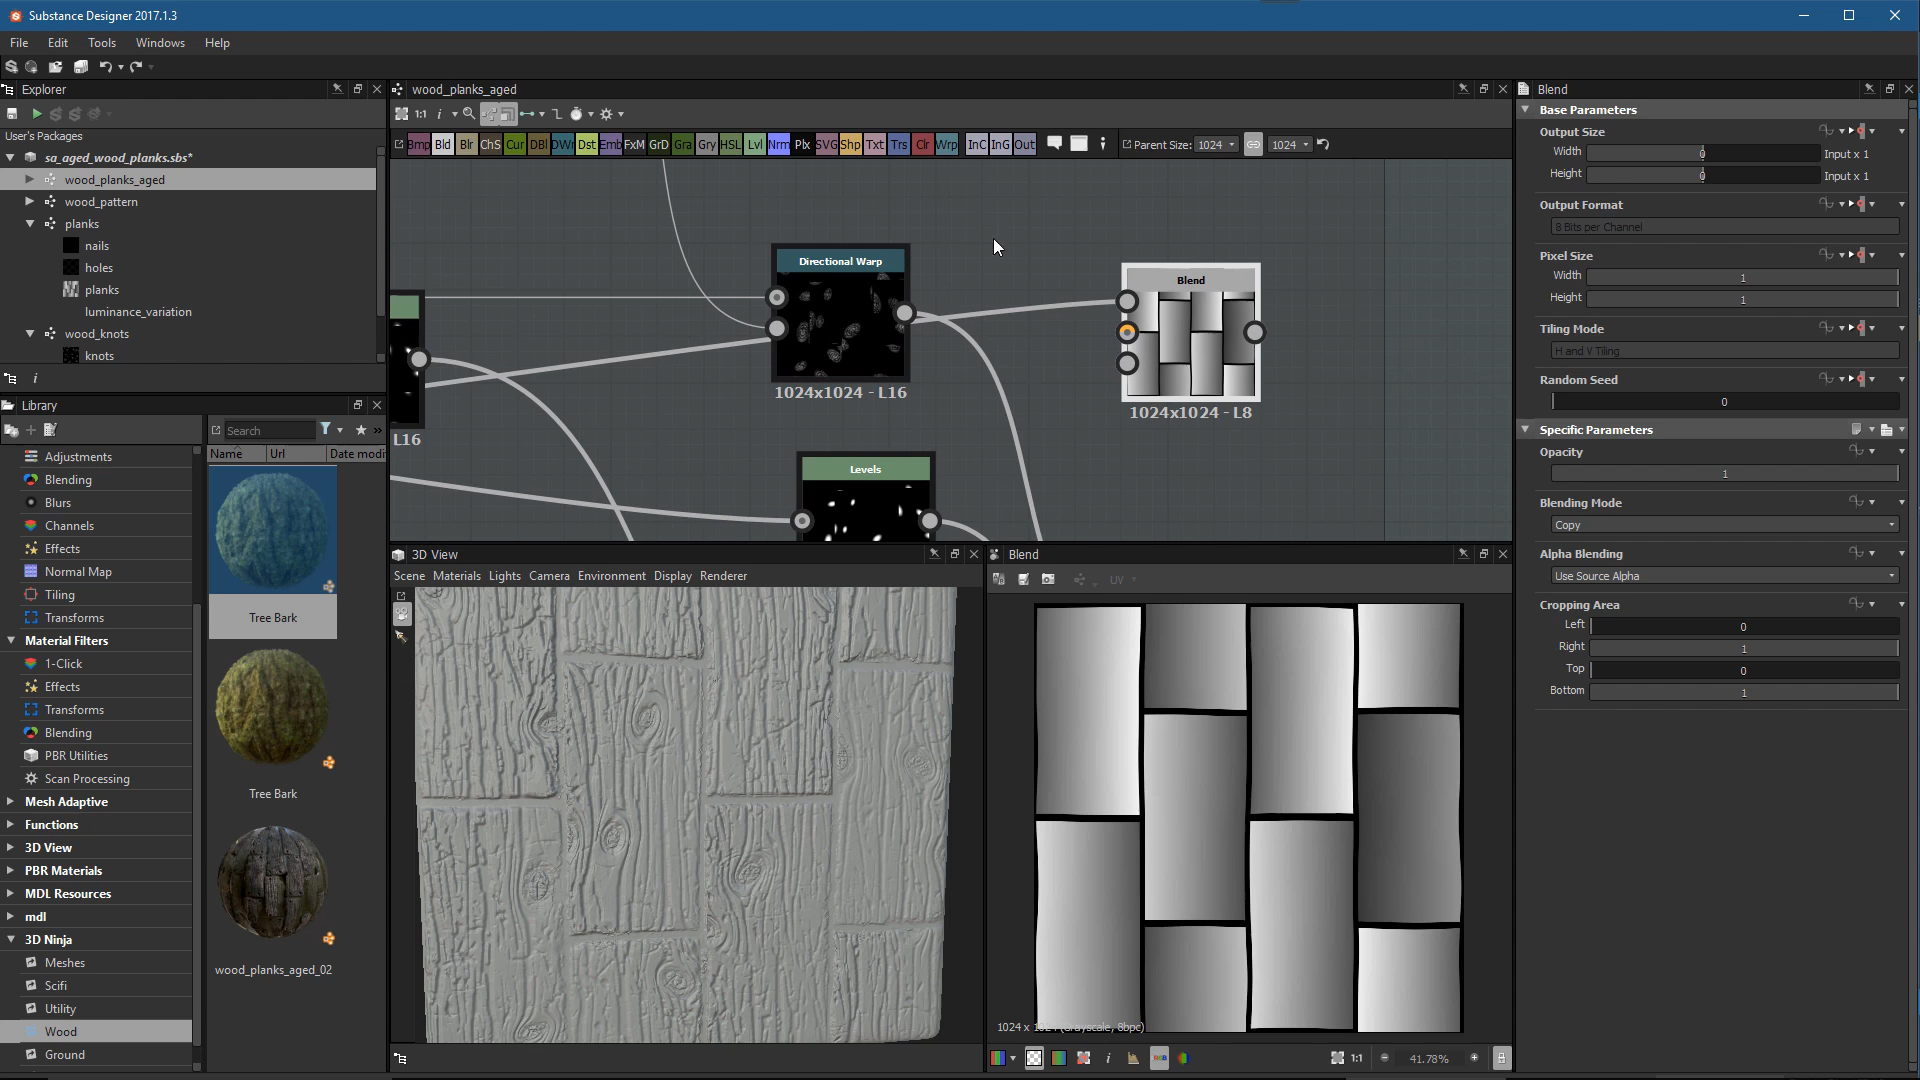 Substance Designer 2017.1.3
File Edit Tools Windows Help
Explorer
User's Packages
sa_aged_wood_planks.sbs*
wood_planks_aged
wood_pattern
planks
nails
holes
planks
luminance_variation
wood_knots
knots
wood_planks_aged
1:1 i
Bmp Bld Blr ChS Cur DBl DWr Dst Emb FxM GrD Gra Gry HSL Lvl Nrm Plx SVG Shp Txt Trs Clr Wrp InC InG Out Parent Size: 1024 1024
Directional Warp
1024x1024 - L16
Blend
1024x1024 - L8
L16
Levels
Library
Search
Name Url Date modi
Adjustments
Blending
Blurs
Channels
Effects
Normal Map
Tiling
Transforms
Material Filters
1-Click
Effects
Transforms
Blending
PBR Utilities
Scan Processing
Mesh Adaptive
Functions
3D View
PBR Materials
MDL Resources
mdl
3D Ninja
Meshes
Scifi
Utility
Wood
Ground
Tree Bark
Tree Bark
wood_planks_aged_02
3D View
Scene Materials Lights Camera Environment Display Renderer
Blend
UV
1024 x 1024 (Grayscale, 8bpc)
1:1 41.78%
Blend
Base Parameters
Output Size
Width 0 Input x 1
Height 0 Input x 1
Output Format
8 Bits per Channel
Pixel Size
Width 1
Height 1
Tiling Mode
H and V Tiling
Random Seed
0
Specific Parameters
Opacity
1
Blending Mode
Copy
Alpha Blending
Use Source Alpha
Cropping Area
Left 0
Right 1
Top 0
Bottom 1